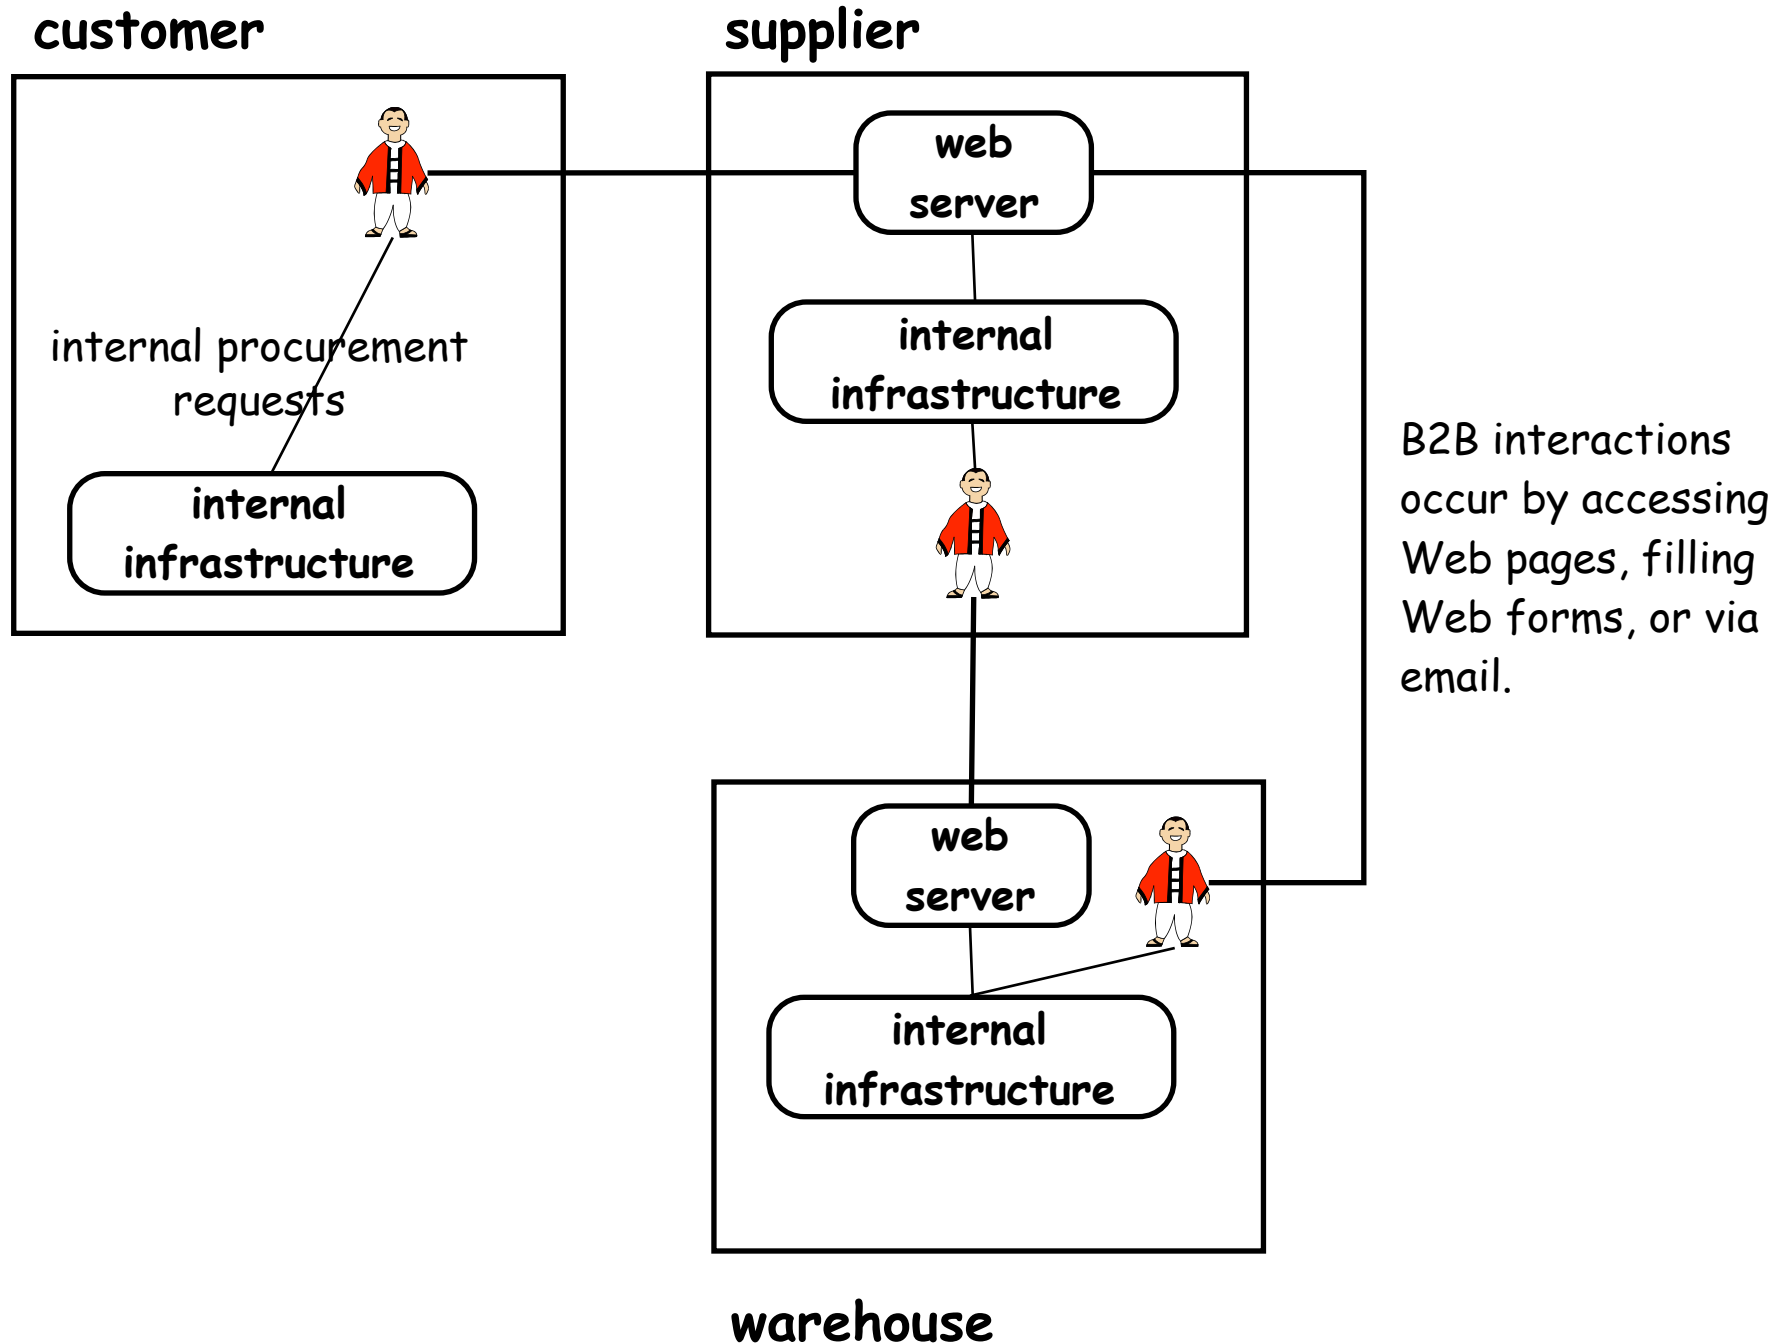 customer
supplier
web
server
internal
infrastructure
internal procurement
requests
internal
infrastructure
B2B interactions
occur by accessing
Web pages, filling
Web forms, or via
email.
web
server
internal
infrastructure
warehouse